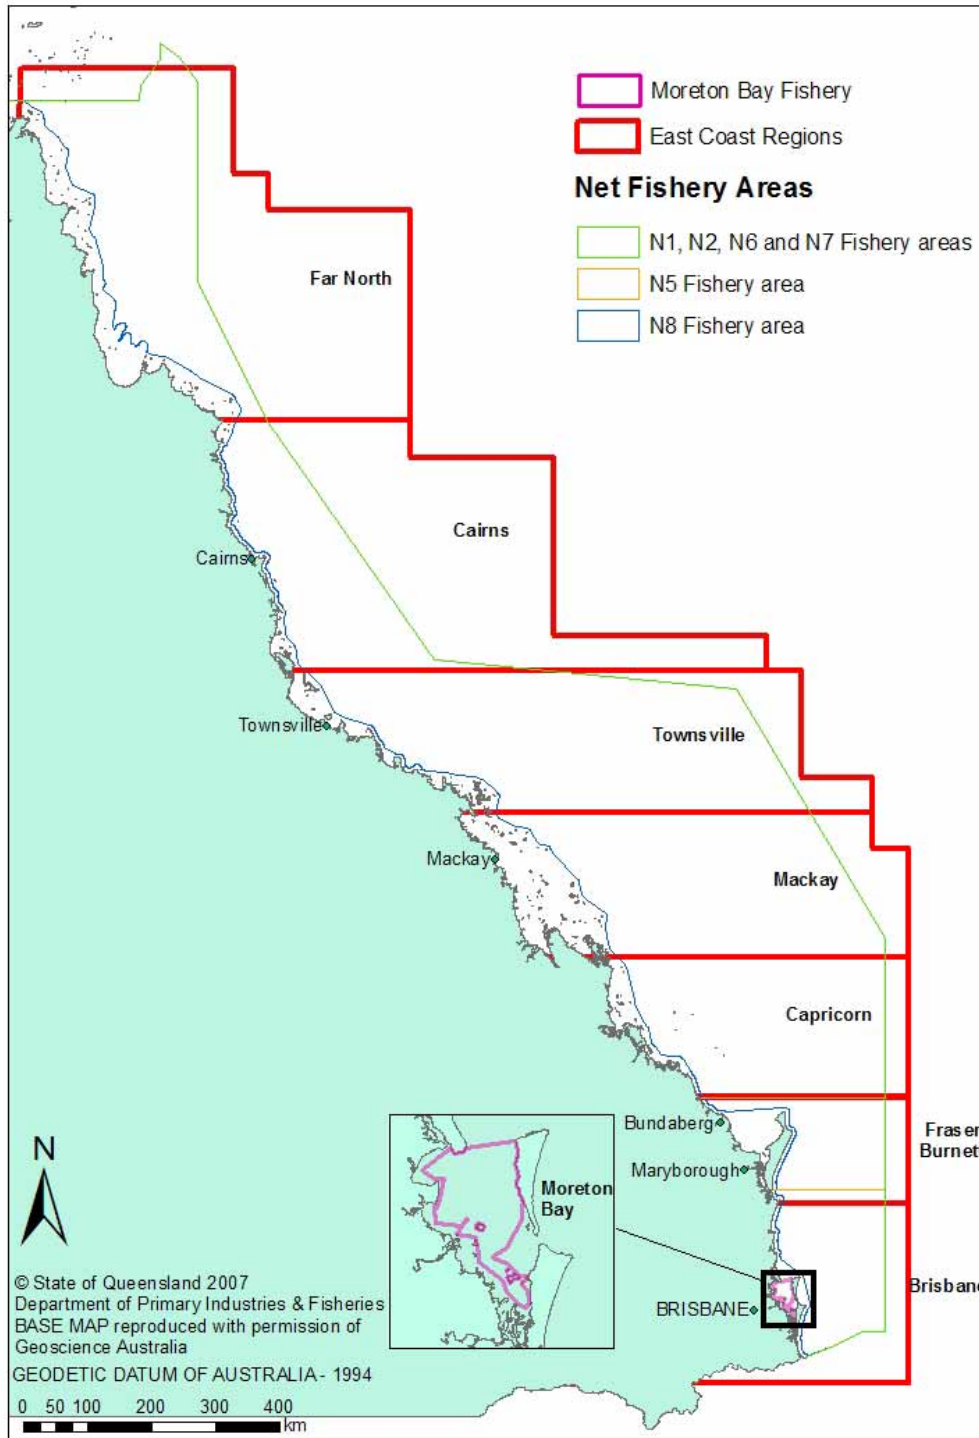 Moreton Bay Fishery
East Coast Regions
Net Fishery Areas
N1, N2, N6 and N7 Fishery areas
N5 Fishery area
N8 Fishery area
Far North
Cairns
Cairns
Townsville
Townsville
Mackay
Mackay
Capricorn
Bundaberg
Fraser
Burnett
Maryborough
Moreton
Bay
Brisbane
BRISBANE
N
© State of Queensland 2007
Department of Primary Industries & Fisheries
BASE MAP reproduced with permission of
Geoscience Australia
GEODETIC DATUM OF AUSTRALIA - 1994
0 50 100 200 300 400
km